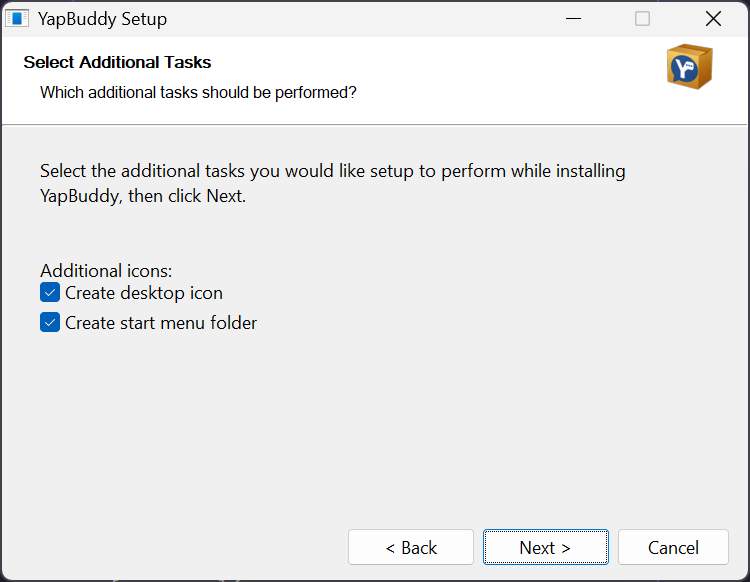 YapBuddy Setup
Select Additional Tasks
Which additional tasks should be performed?
Y
Select the additional tasks you would like setup to perform while installing
YapBuddy, then click Next.
Additional icons:
Create desktop icon
Create start menu folder
< Back
Next >
Cancel